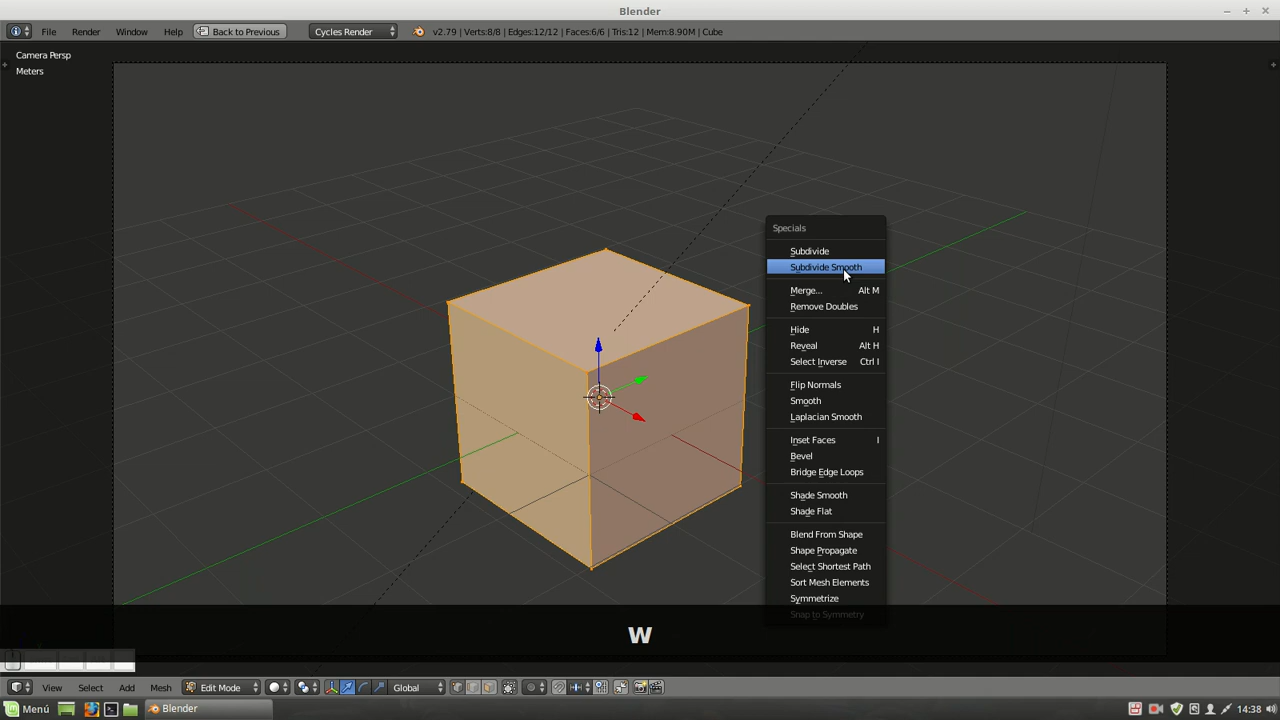 Blender
File Render Window Help Back to Previous Cycles Render v2.79 | Verts:8/8 | Edges:12/12 | Faces:6/6 | Tris:12 | Mem:8.90M | Cube
Camera Persp
Meters
Specials
Subdivide
Subdivide Smooth
Merge... Alt M
Remove Doubles
Hide H
Reveal Alt H
Select Inverse Ctrl I
Flip Normals
Smooth
Laplacian Smooth
Inset Faces I
Bevel
Bridge Edge Loops
Shade Smooth
Shade Flat
Blend From Shape
Shape Propagate
Select Shortest Path
Sort Mesh Elements
Symmetrize
Snap to Symmetry
W
View Select Add Mesh Edit Mode Global
Menú Blender 14:38